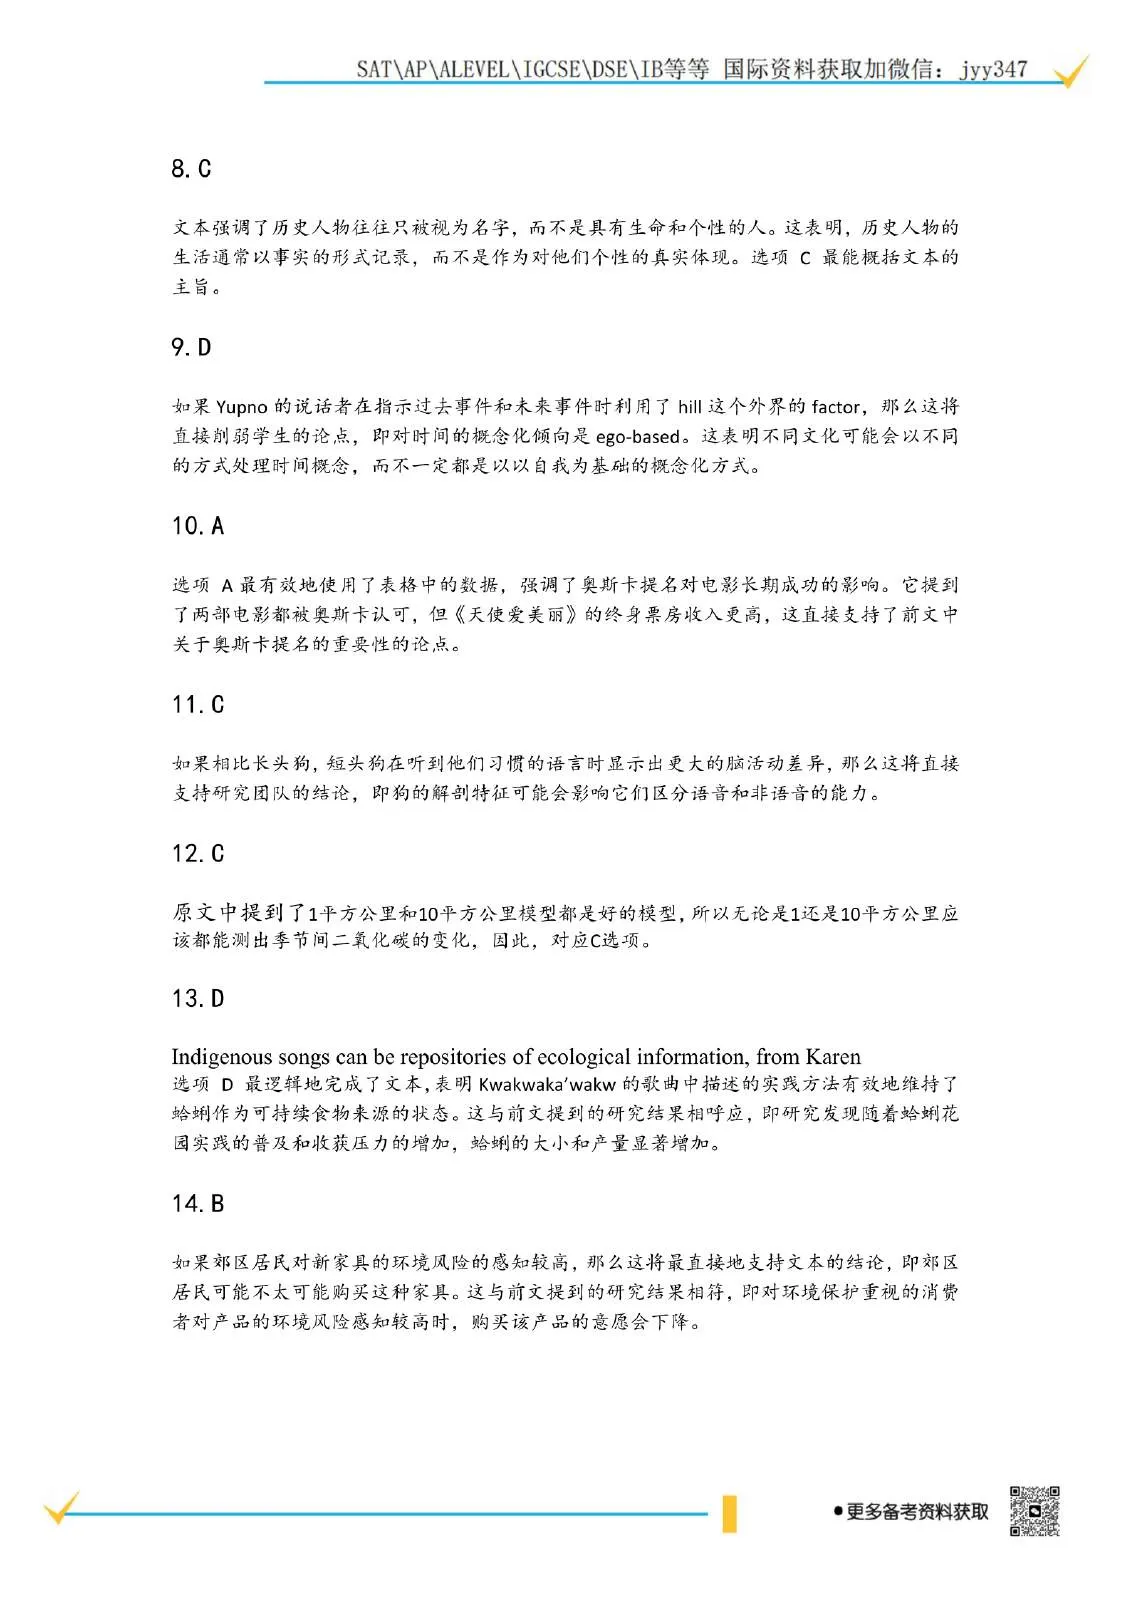 SAT\AP\ALEVEL\IGCSE\DSE\IB等等 国际资料获取加微信：jyy347
8. C
文本强调了历史人物往往只被视为名字，而不是具有生命和个性的人。这表明，历史人物的
生活通常以事实的形式记录，而不是作为对他们个性的真实体现。选项 C 最能概括文本的
主旨。
9. D
如果 Yupno 的说话者在指示过去事件和未来事件时利用了 hill 这个外界的 factor，那么这将
直接削弱学生的论点，即对时间的概念化倾向是 ego-based。这表明不同文化可能会以不同
的方式处理时间概念，而不一定都是以以自我为基础的概念化方式。
10. A
选项 A 最有效地使用了表格中的数据，强调了奥斯卡提名对电影长期成功的影响。它提到
了两部电影都被奥斯卡认可，但《天使爱美丽》的终身票房收入更高，这直接支持了前文中
关于奥斯卡提名的重要性的论点。
11. C
如果相比长头狗，短头狗在听到他们习惯的语言时显示出更大的脑活动差异，那么这将直接
支持研究团队的结论，即狗的解剖特征可能会影响它们区分语音和非语音的能力。
12. C
原文中提到了1平方公里和10平方公里模型都是好的模型，所以无论是1还是10平方公里应
该都能测出季节间二氧化碳的变化，因此，对应C选项。
13. D
Indigenous songs can be repositories of ecological information, from Karen
选项 D 最逻辑地完成了文本，表明 Kwakwaka’wakw 的歌曲中描述的实践方法有效地维持了
蛤蜊作为可持续食物来源的状态。这与前文提到的研究结果相呼应，即研究发现随着蛤蜊花
园实践的普及和收获压力的增加，蛤蜊的大小和产量显著增加。
14. B
如果郊区居民对新家具的环境风险的感知较高，那么这将最直接地支持文本的结论，即郊区
居民可能不太可能购买这种家具。这与前文提到的研究结果相符，即对环境保护重视的消费
者对产品的环境风险感知较高时，购买该产品的意愿会下降。
•更多备考资料获取